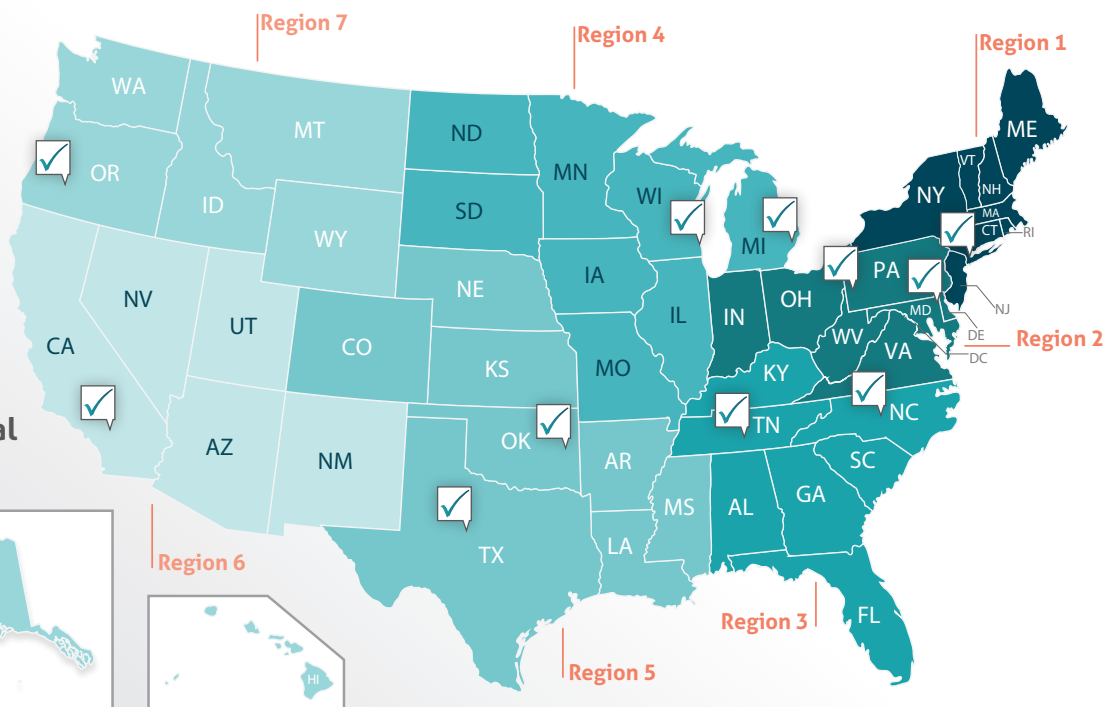 Region 7
Region 4
Region 1
WA
MT
ND
MN
ME
VT
NH
OR
ID
SD
WI
NY
MA
CT
RI
WY
MI
NE
IA
PA
NV
UT
CO
IL
IN
OH
MD
NJ
DE
DC
Region 2
CA
KS
MO
WV
VA
KY
al
AZ
NM
OK
AR
TN
NC
SC
MS
AL
GA
TX
LA
Region 6
Region 3
FL
Region 5
HI